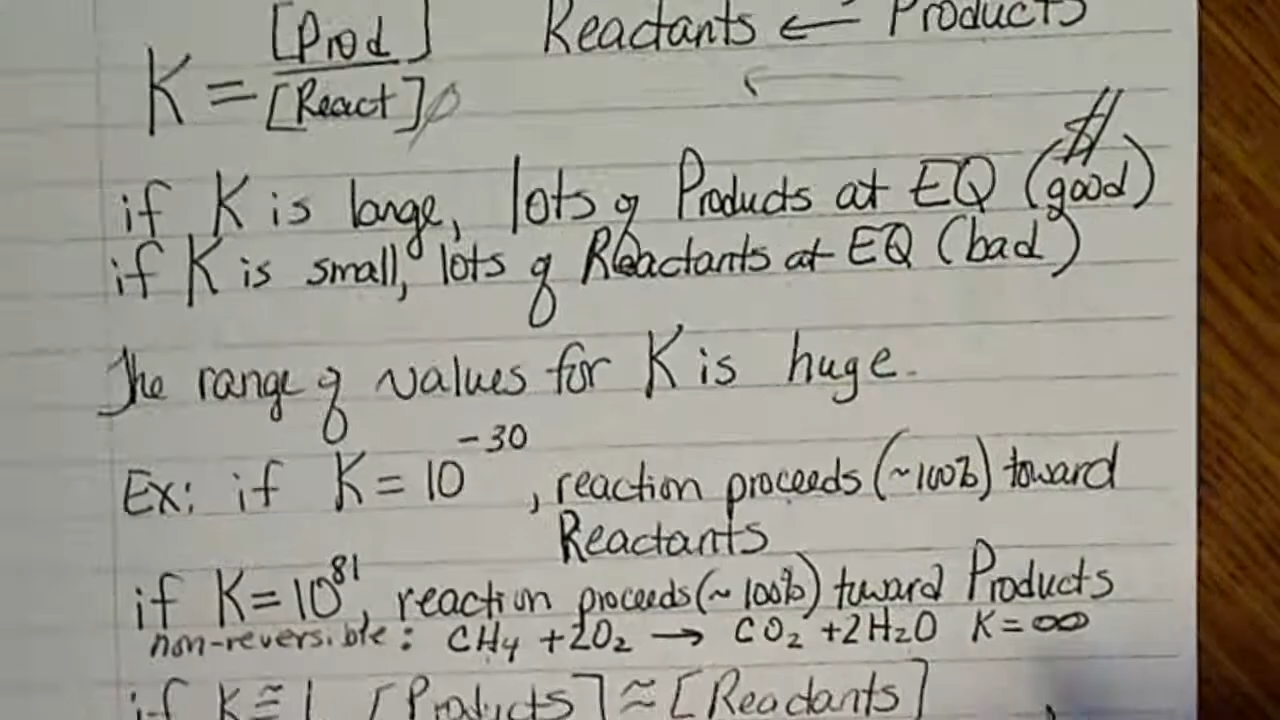 Reactants ← Products
K = [Prod] / [React]
$
if K is large, lots of Products at EQ (good)
if K is small, lots of Reactants at EQ (bad)
The range of values for K is huge.
Ex: if K = 10^-30, reaction proceeds (~100%) toward
Reactants
if K = 10^81, reaction proceeds (~100%) toward Products
non-reversible: CH4 + 2O2 → CO2 + 2H2O K = ∞
if K ≅ 1, [Products] ≈ [Reactants]